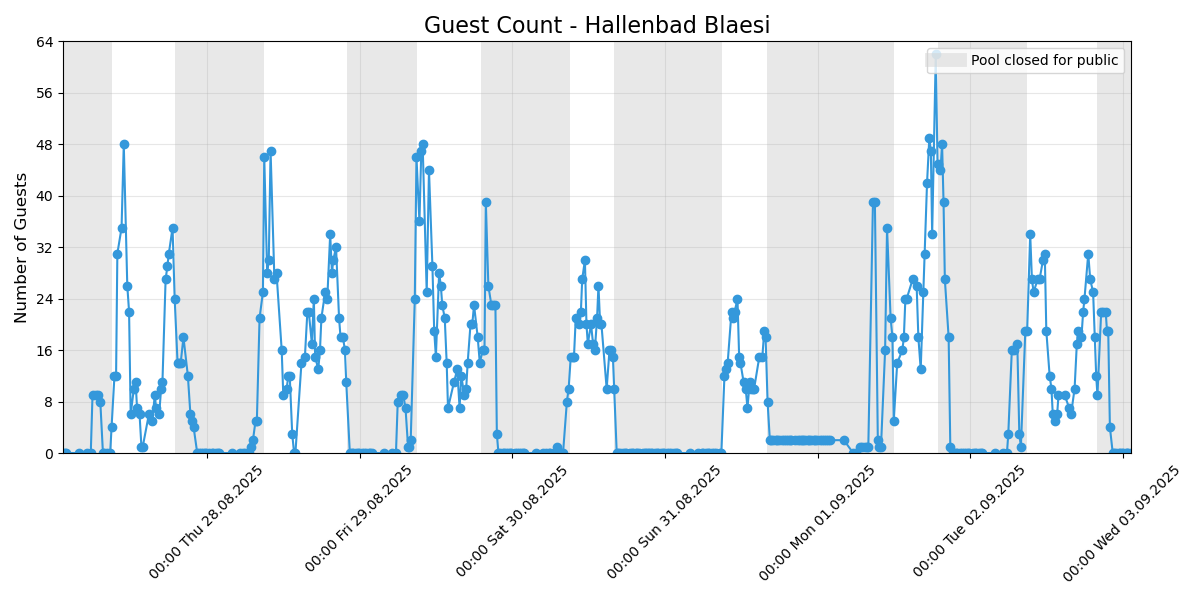 Guest Count - Hallenbad Blaesi
Pool closed for public
Number of Guests
64
56
48
40
32
24
16
8
0
00:00 Thu 28.08.2025
00:00 Fri 29.08.2025
00:00 Sat 30.08.2025
00:00 Sun 31.08.2025
00:00 Mon 01.09.2025
00:00 Tue 02.09.2025
00:00 Wed 03.09.2025